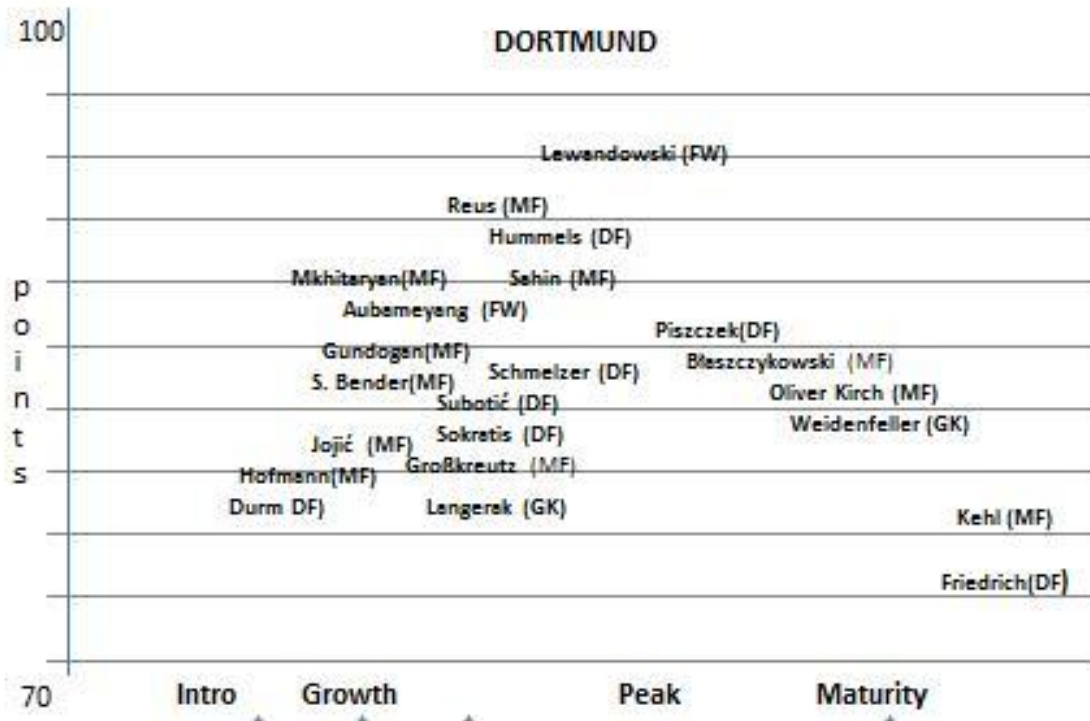 100
DORTMUND
Lewandowski (FW)
Reus (MF)
Hummels (DF)
Mkhitaryan(MF) Sahin (MF)
Aubameyang (FW)
Piszczek(DF)
Gundogan(MF)
Błaszczykowski (MF)
Schmelzer (DF)
S. Bender(MF)
Oliver Kirch (MF)
Subotić (DF)
Weidenfeller (GK)
Sokratis (DF)
Jojić (MF)
Großkreutz (MF)
Hofmann(MF)
Durm DF) Langerak (GK)
Kehl (MF)
Friedrich(DF)
points
70 Intro Growth Peak Maturity